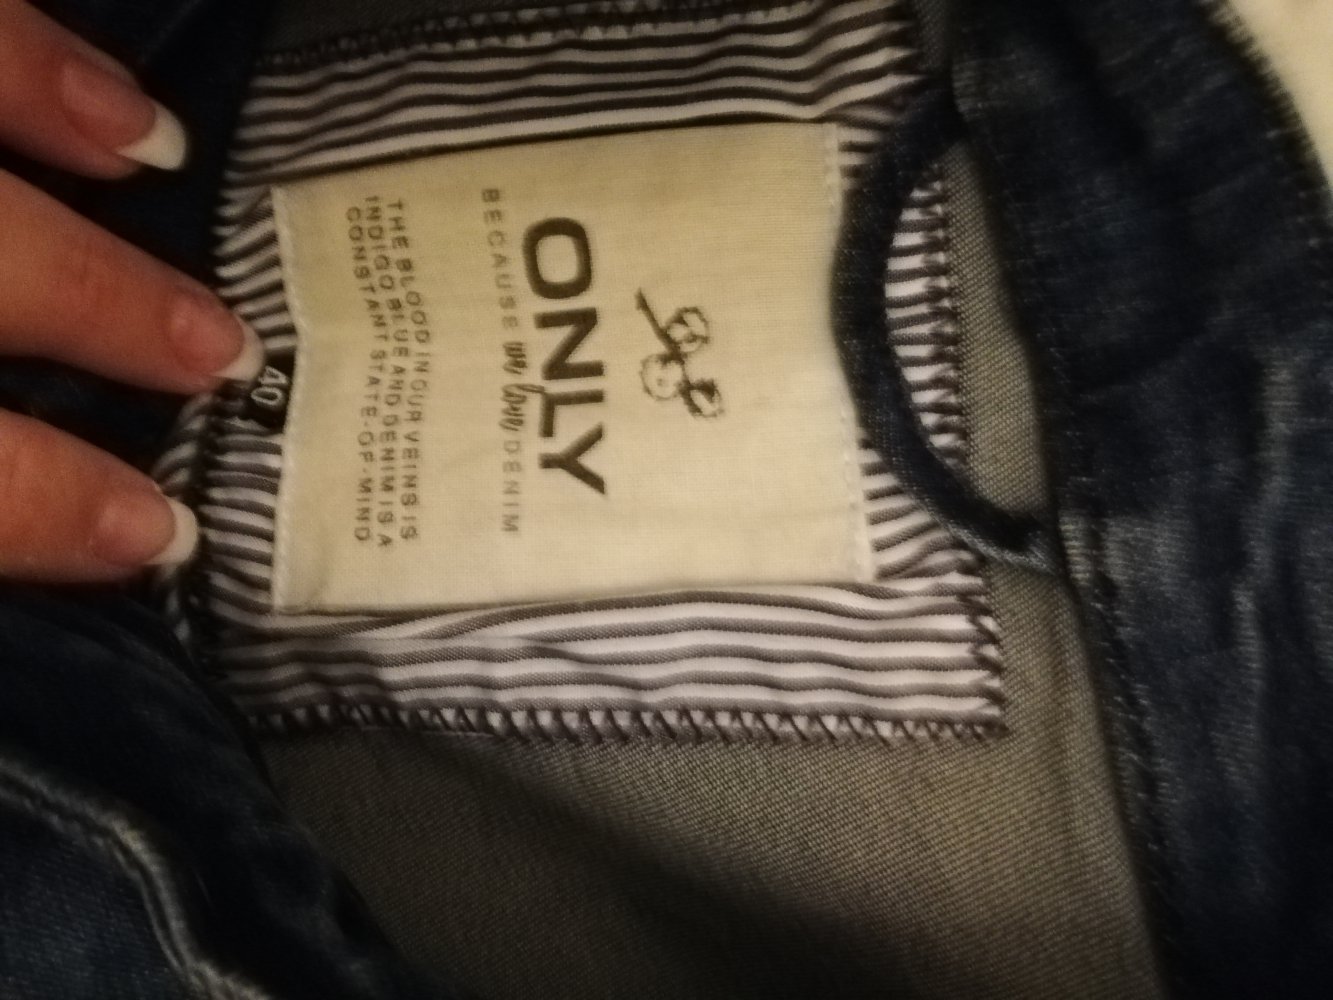 ONLY
BECAUSE we love DENIM
THE BLOOD IN OUR VEINS IS
INDIGO BLUE AND DENIM IS A
CONSTANT STATE-OF-MIND
40